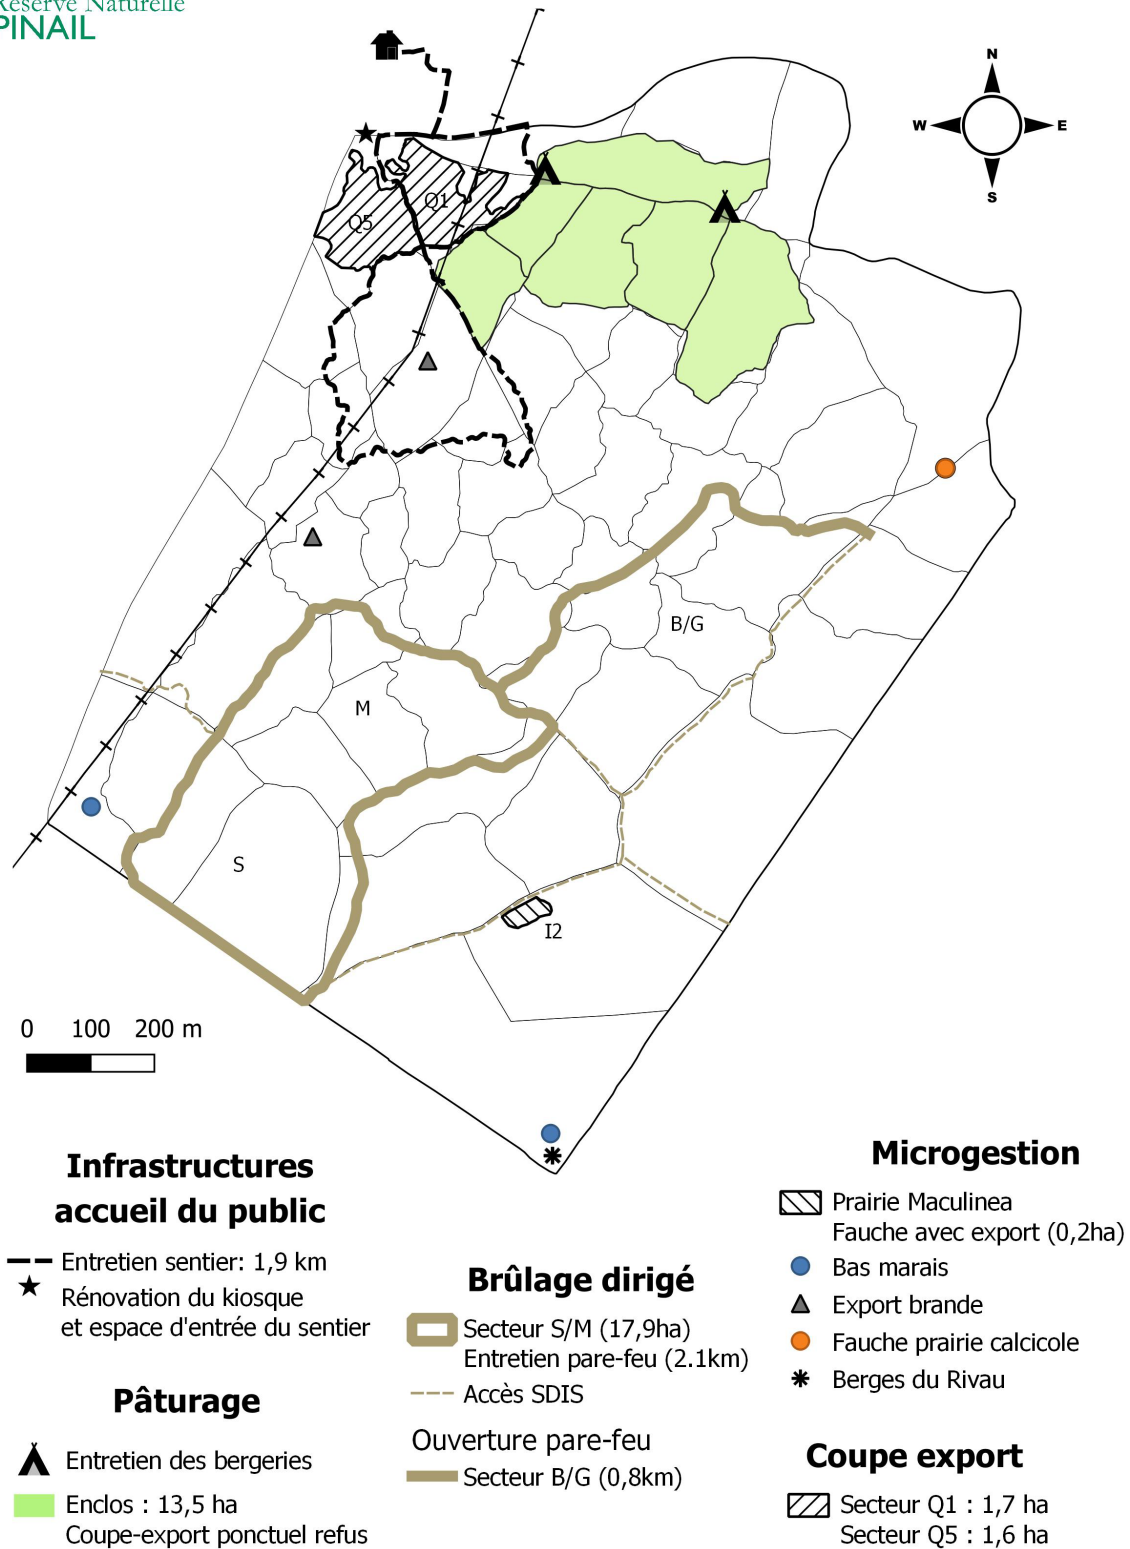 Réserve Naturelle
PINAIL
N
W
E
S
Q1
Q5
B/G
M
S
I2
0 100 200 m
Infrastructures
accueil du public
Entretien sentier: 1,9 km
Rénovation du kiosque
et espace d'entrée du sentier
Pâturage
Entretien des bergeries
Enclos : 13,5 ha
Coupe-export ponctuel refus
Brûlage dirigé
Secteur S/M (17,9ha)
Entretien pare-feu (2.1km)
Accès SDIS
Ouverture pare-feu
Secteur B/G (0,8km)
Microgestion
Prairie Maculinea
Fauche avec export (0,2ha)
Bas marais
Export brande
Fauche prairie calcicole
Berges du Rivau
Coupe export
Secteur Q1 : 1,7 ha
Secteur Q5 : 1,6 ha